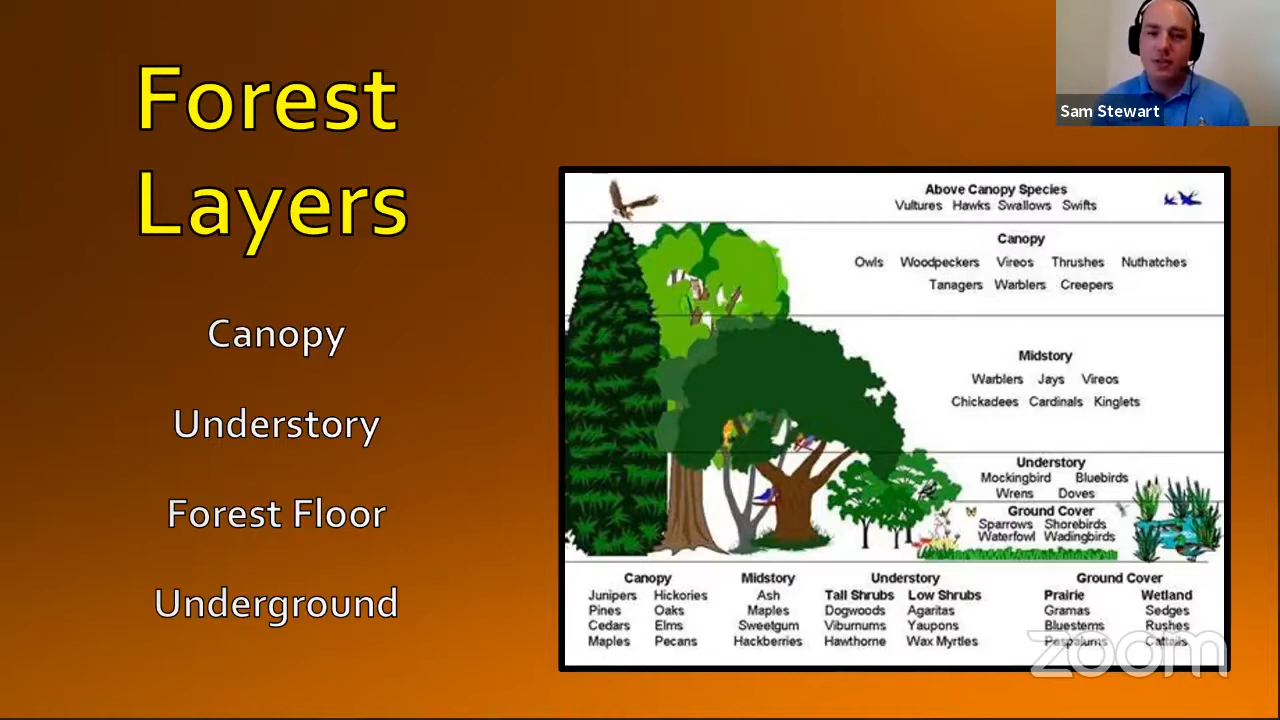 Forest
Layers
Canopy
Understory
Forest Floor
Underground
Sam Stewart
Above Canopy Species
Vultures Hawks Swallows Swifts
Canopy
Owls Woodpeckers Vireos Thrushes Nuthatches
Tanagers Warblers Creepers
Midstory
Warblers Jays Vireos
Chickadees Cardinals Kinglets
Understory
Mockingbird Bluebirds
Wrens Doves
Ground Cover
Sparrows Shorebirds
Waterfowl Wadingbirds
Canopy Midstory Understory Ground Cover
Junipers Hickories Ash Tall Shrubs Low Shrubs Prairie Wetland
Pines Oaks Maples Dogwoods Agaritas Gramas Sedges
Cedars Elms Sweetgum Viburnums Yaupons Bluestems Rushes
Maples Pecans Hackberries Hawthorne Wax Myrtles Paspalums Cattails
zoom